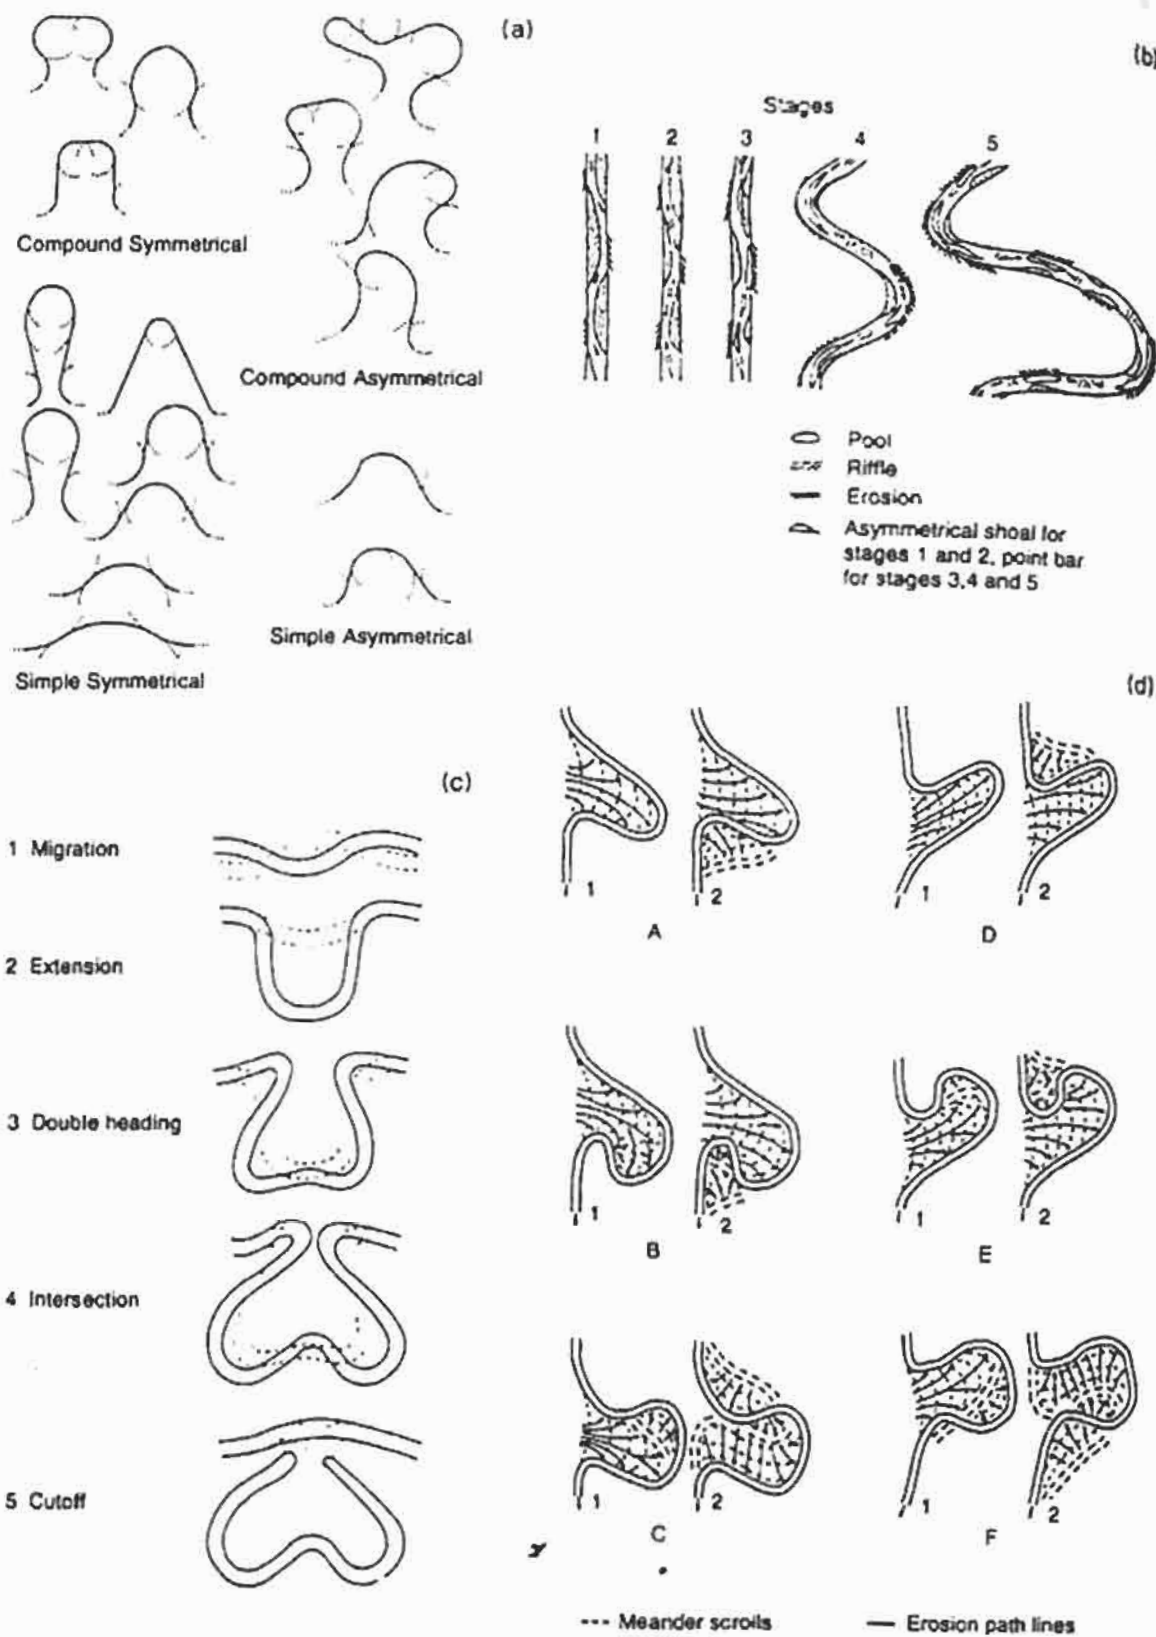 (a)
Compound Symmetrical
Compound Asymmetrical
Simple Asymmetrical
Simple Symmetrical
(b)
Stages
1 2 3 4 5
Pool
Riffle
Erosion
Asymmetrical shoal for
stages 1 and 2, point bar
for stages 3,4 and 5
(c)
1 Migration
2 Extension
3 Double heading
4 Intersection
5 Cutoff
(d)
1 2
A
1 2
D
1 2
B
1 2
E
1 2
C
1 2
F
Meander scrolls
Erosion path lines